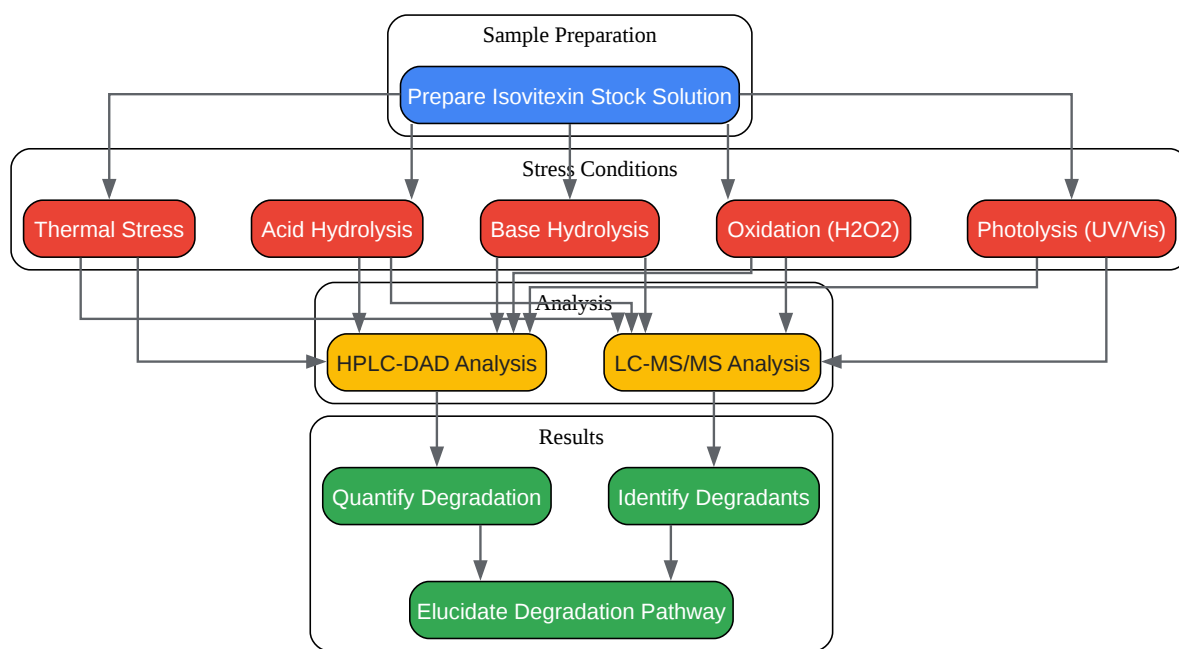 Sample Preparation
Prepare Isovitexin Stock Solution
Stress Conditions
Thermal Stress
Acid Hydrolysis
Base Hydrolysis
Oxidation (H2O2)
Photolysis (UV/Vis)
Analysis
HPLC-DAD Analysis
LC-MS/MS Analysis
Results
Quantify Degradation
Identify Degradants
Elucidate Degradation Pathway